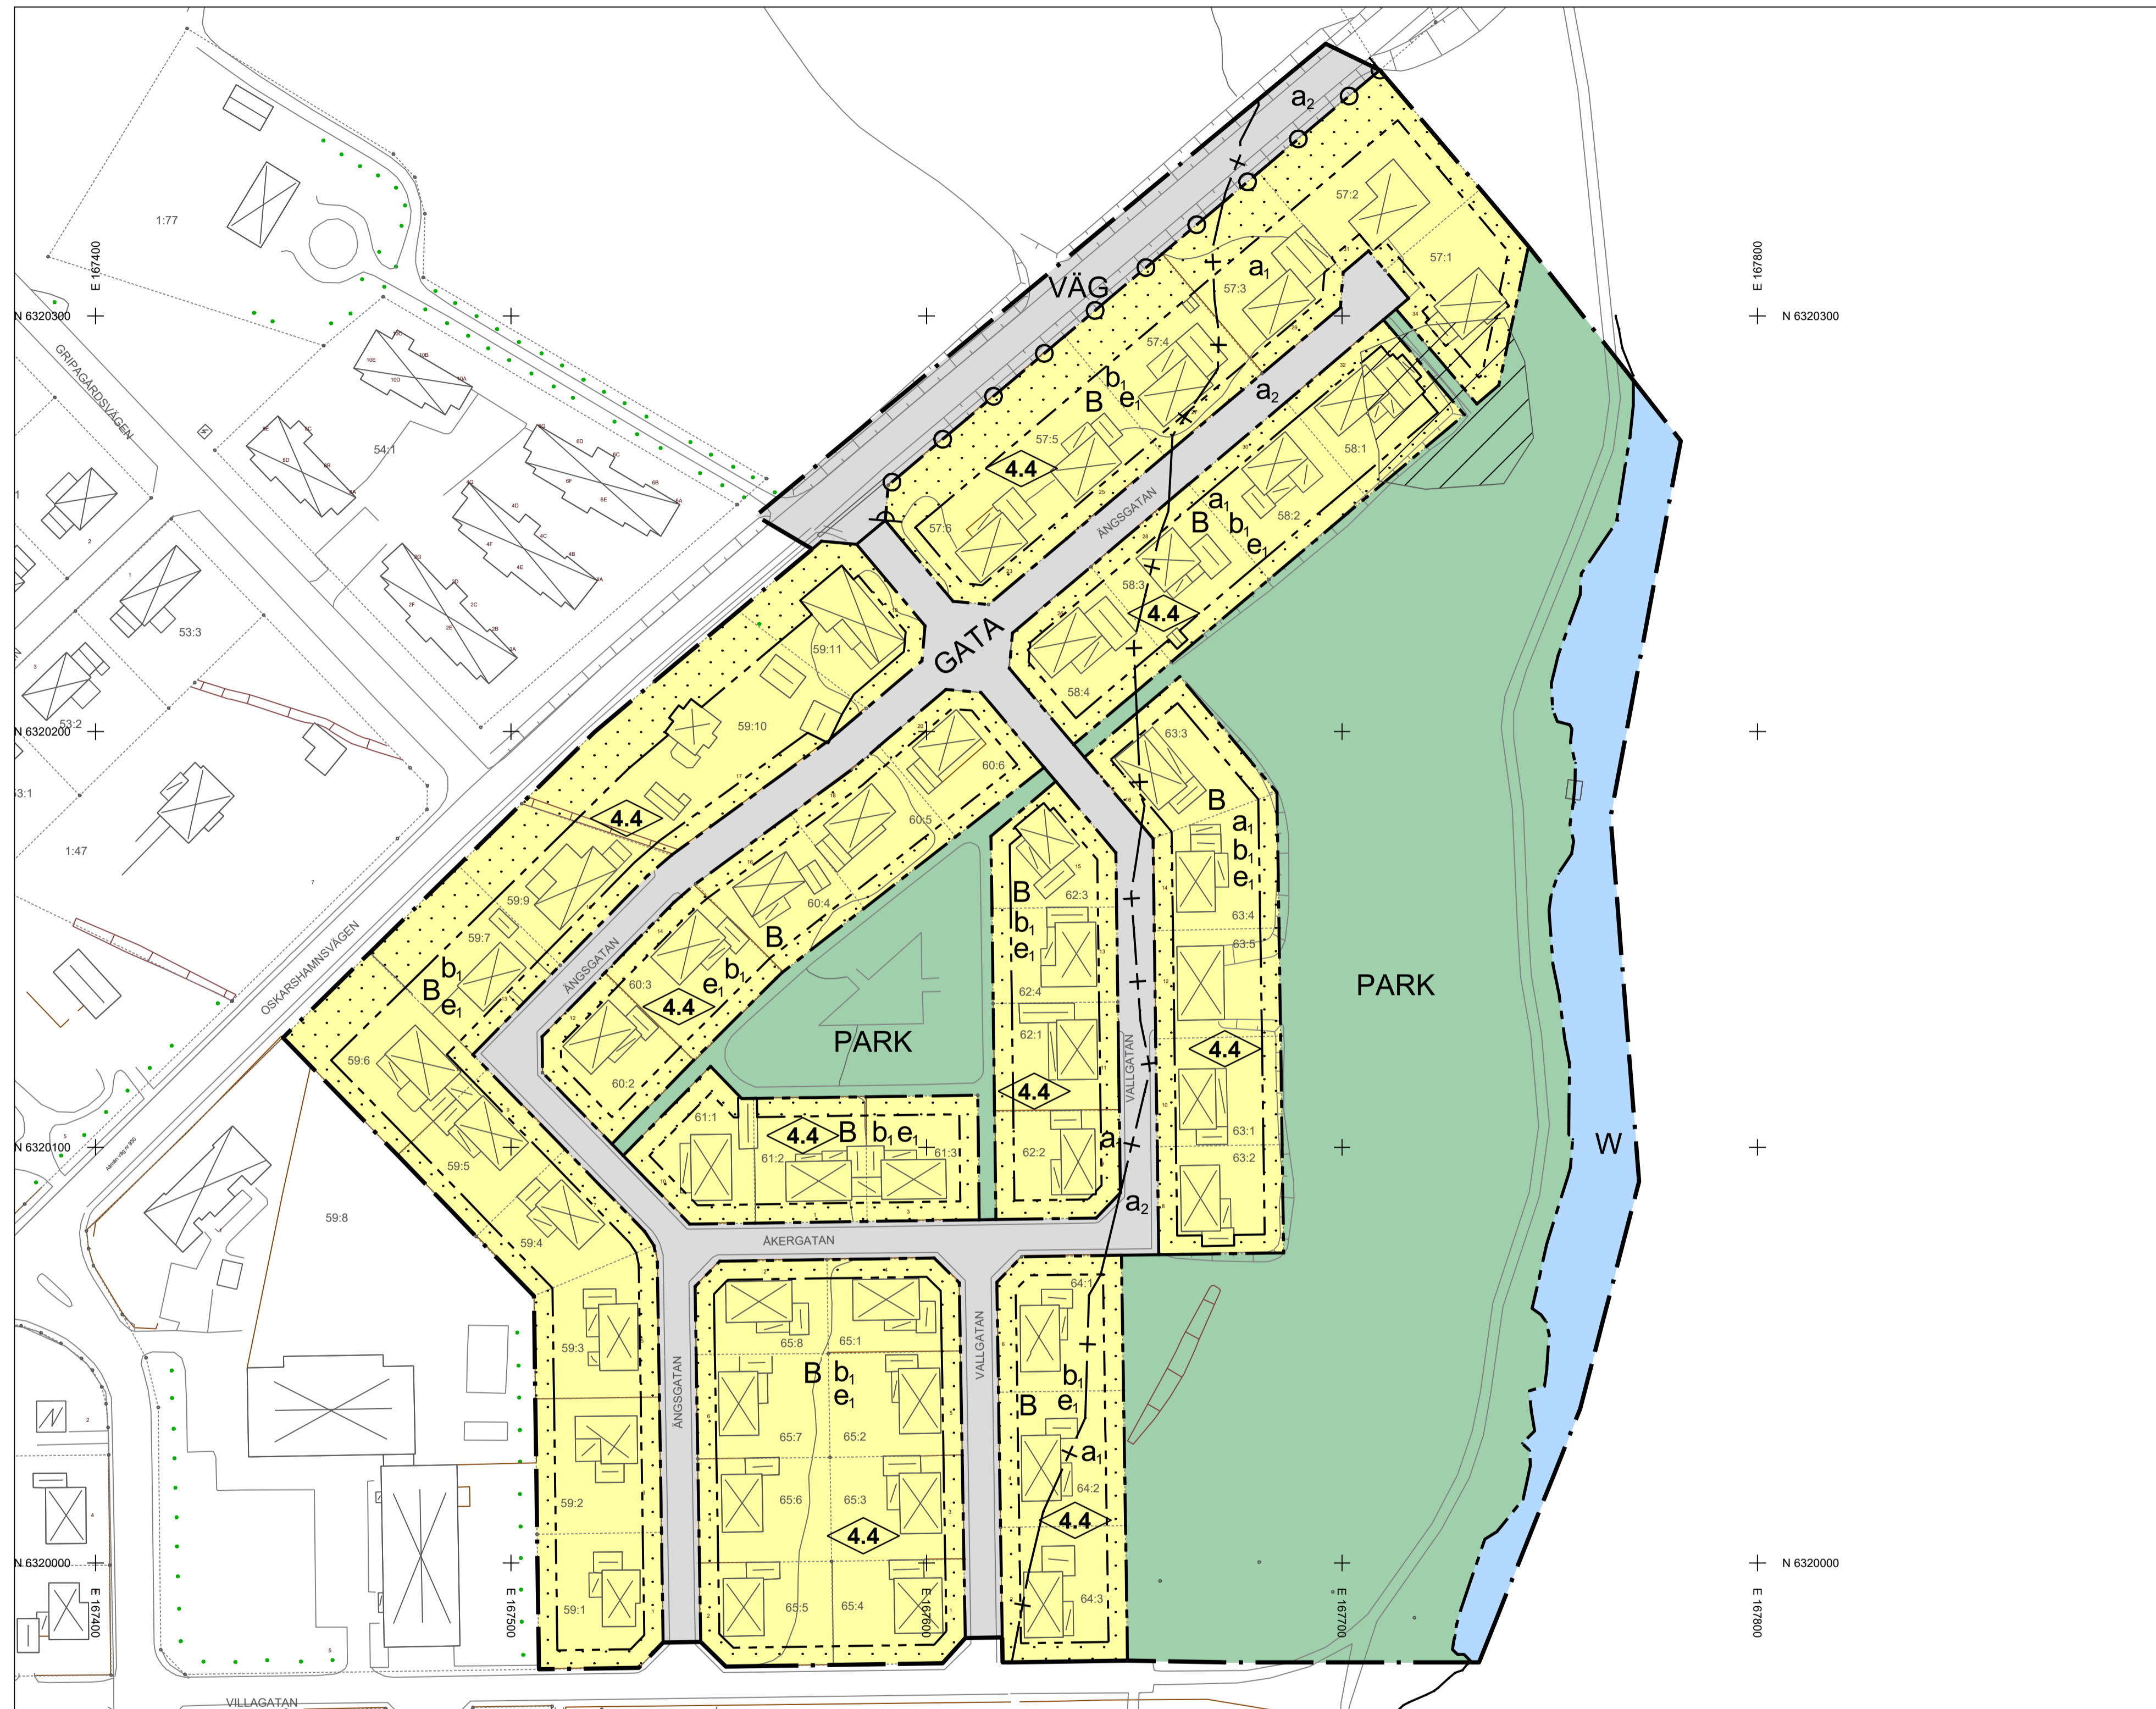 VÄG
GATA
PARK
PARK
W
a₂
a₁
a₂
b₁
B e₁
4.4
a₁
B b₁
e₁
4.4
B
a₁
b₁
e₁
4.4
B
b₁
e₁
4.4
a₁
a₂
B
b₁
e₁
4.4
4.4
b₁
B
e₁
4.4 B b₁ e₁
B b₁
e₁
4.4
b₁
B e₁
a₁
4.4
E 167400
E 167800
N 6320300
N 6320300
N 6320200
N 6320100
N 6320000
N 6320000
E 167400
E 167500
E 167600
E 167700
E 167800
GRIPAGÅRDSVÄGEN
OSKARSHAMNSVÄGEN
Allmän väg nr 930
ÄNGSGATAN
ÄNGSGATAN
ÄNGSGATAN
VALLGATAN
VALLGATAN
ÅKERGATAN
VILLAGATAN
1:77
54:1
53:3
53:2
1:47
57:2
57:1
57:3
57:4
57:5
57:6
58:1
58:2
58:3
58:4
59:11
59:10
59:9
59:7
59:6
59:5
59:4
59:8
59:3
59:2
59:1
60:6
60:5
60:4
60:3
60:2
61:1
61:2
61:3
62:3
62:4
62:1
62:2
63:3
63:4
63:5
63:1
63:2
64:1
64:2
64:3
65:8
65:1
65:7
65:2
65:6
65:3
65:5
65:4